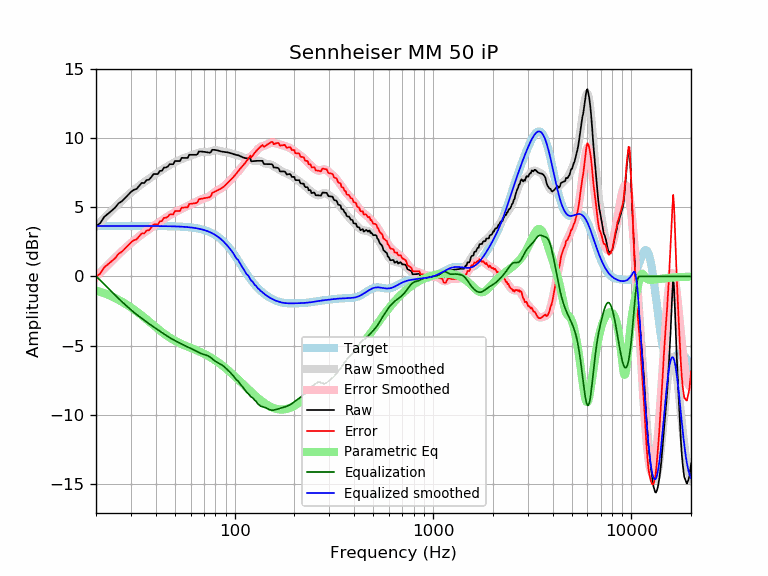 Sennheiser MM 50 iP
Amplitude (dBr)
15
10
5
0
−5
−10
−15
100
1000
10000
Frequency (Hz)
Target
Raw Smoothed
Error Smoothed
Raw
Error
Parametric Eq
Equalization
Equalized smoothed